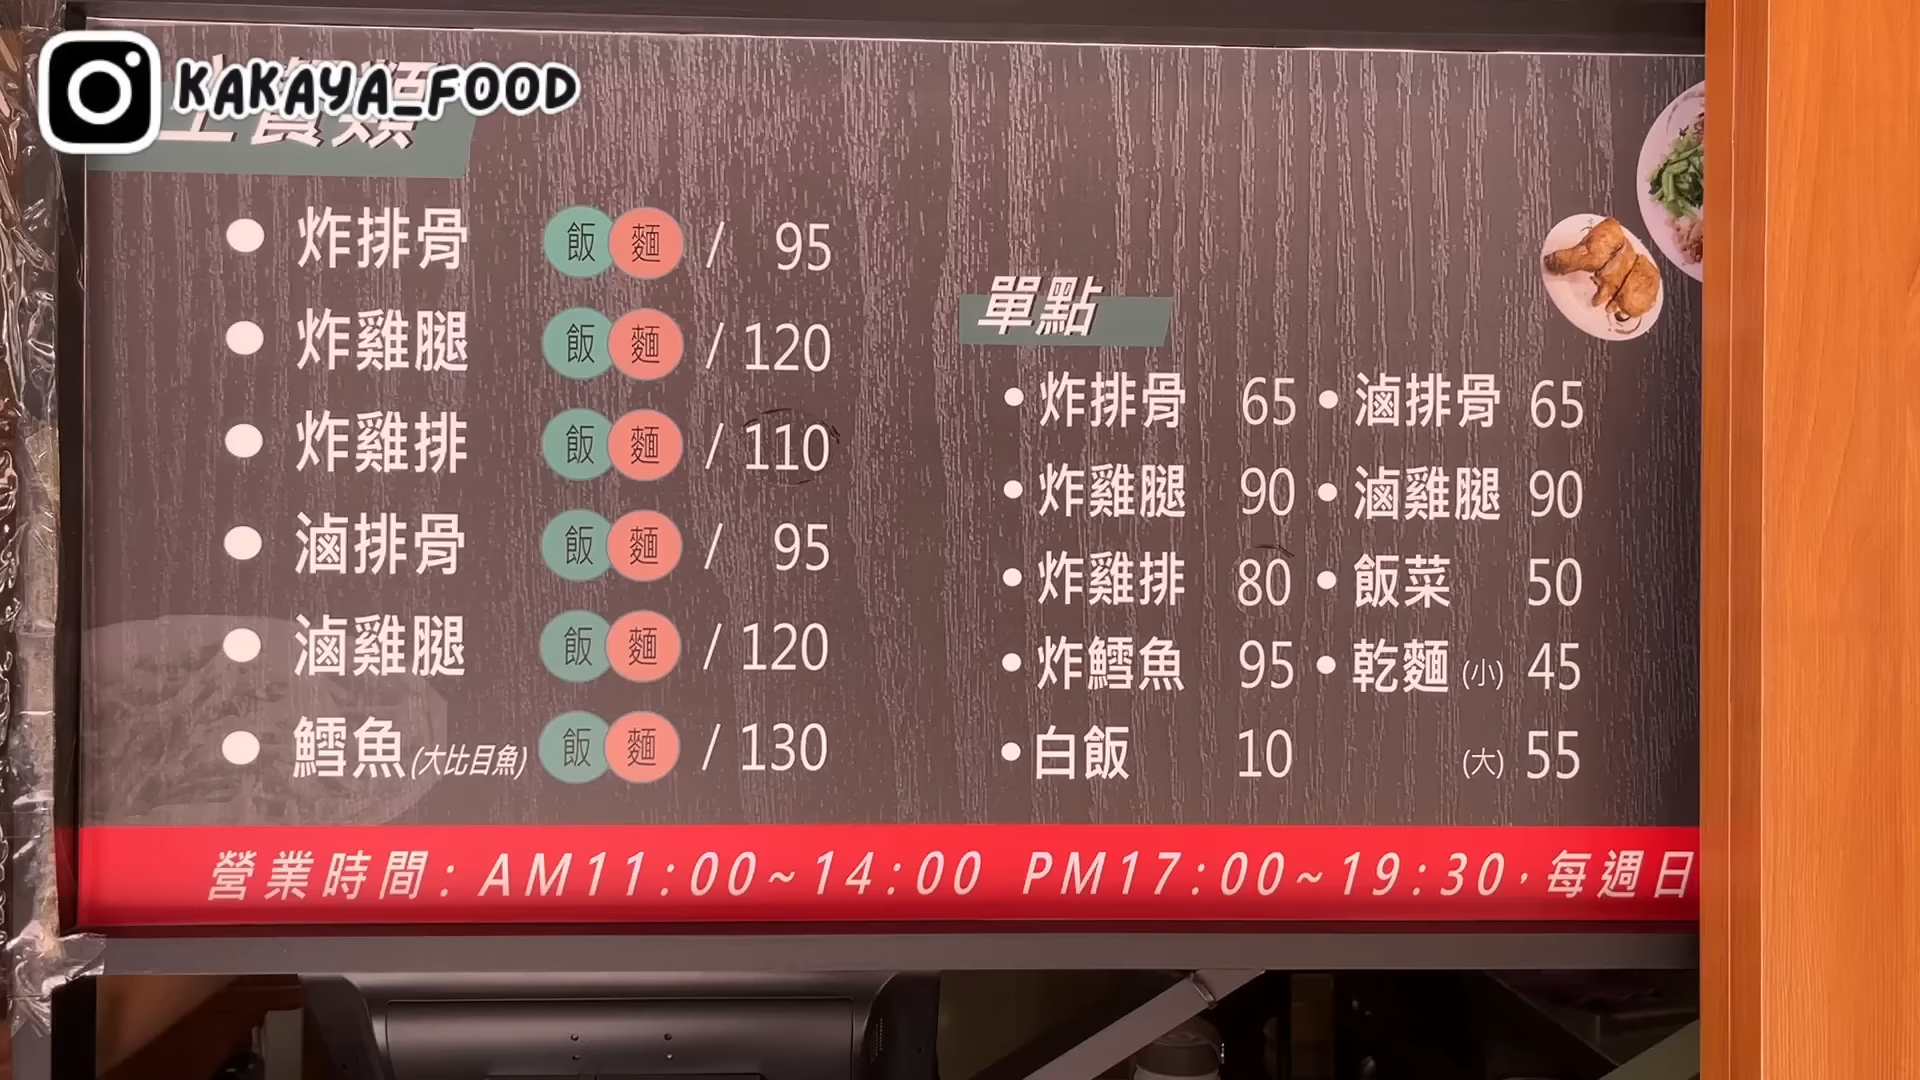 KAKAYA_FOOD
主餐類
炸排骨 飯 麵 / 95
炸雞腿 飯 麵 / 120
炸雞排 飯 麵 / 110
滷排骨 飯 麵 / 95
滷雞腿 飯 麵 / 120
鱈魚(大比目魚) 飯 麵 / 130
單點
炸排骨 65 滷排骨 65
炸雞腿 90 滷雞腿 90
炸雞排 80 飯菜 50
炸鱈魚 95 乾麵(小) 45
白飯 10 (大) 55
營業時間:AM11:00~14:00 PM17:00~19:30,每週日